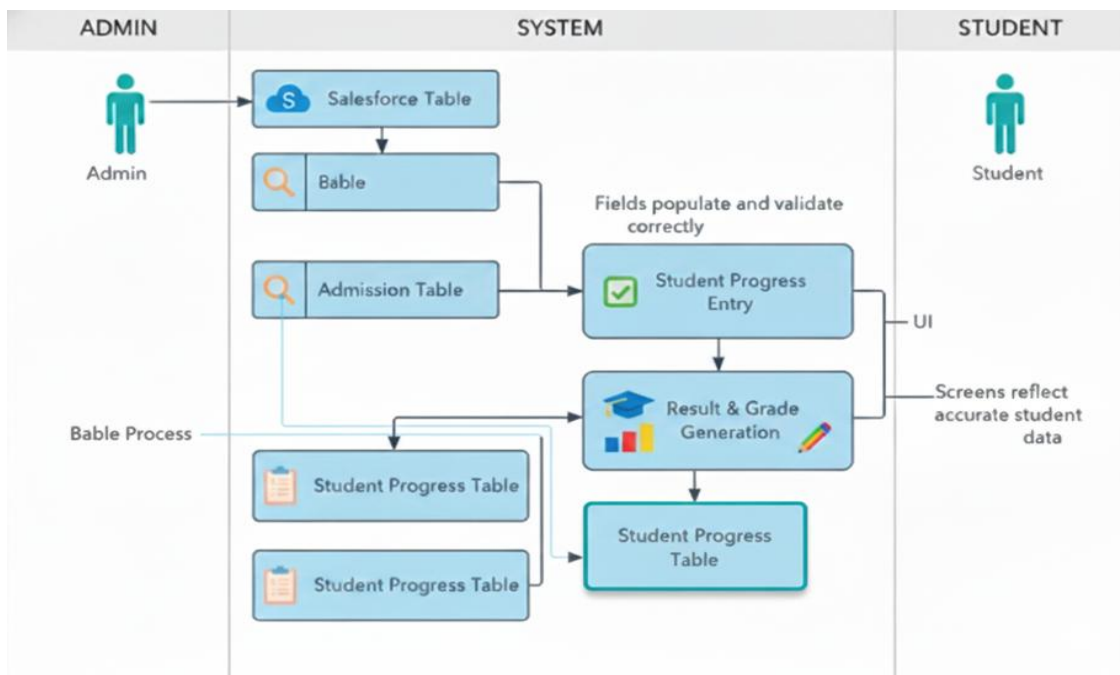 ADMIN
SYSTEM
STUDENT
Admin
S
Salesforce Table
Bable
Admission Table
Fields populate and validate
correctly
Student Progress
Entry
Student
UI
Result & Grade
Generation
Screens reflect
accurate student
data
Bable Process
Student Progress Table
Student Progress Table
Student Progress
Table